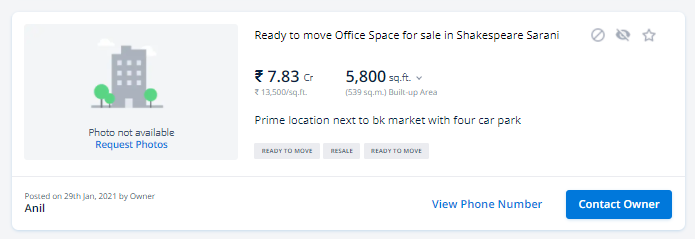 Ready to move Office Space for sale in Shakespeare Sarani
₹ 7.83 Cr
₹ 13,500/sq.ft.
5,800 sq.ft.
(539 sq.m.) Built-up Area
Photo not available
Request Photos
Prime location next to bk market with four car park
READY TO MOVE
RESALE
READY TO MOVE
Posted on 29th Jan, 2021 by Owner
Anil
View Phone Number
Contact Owner